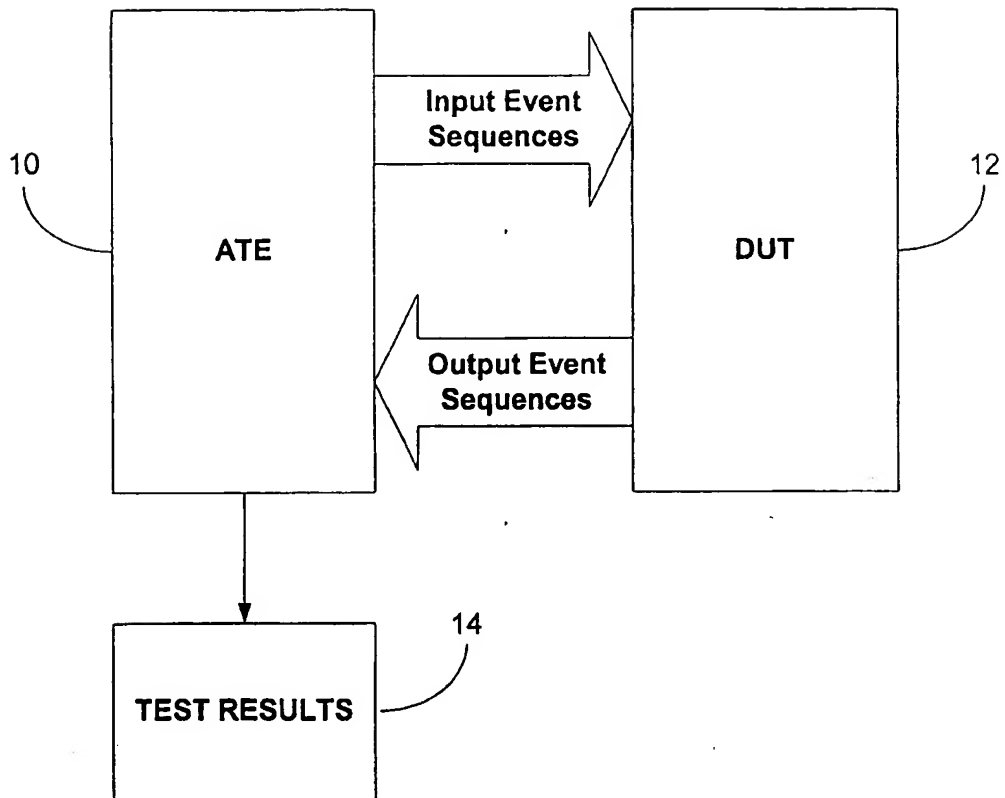 Input Event
Sequences
10
12
ATE
DUT
Output Event
Sequences
14
TEST RESULTS